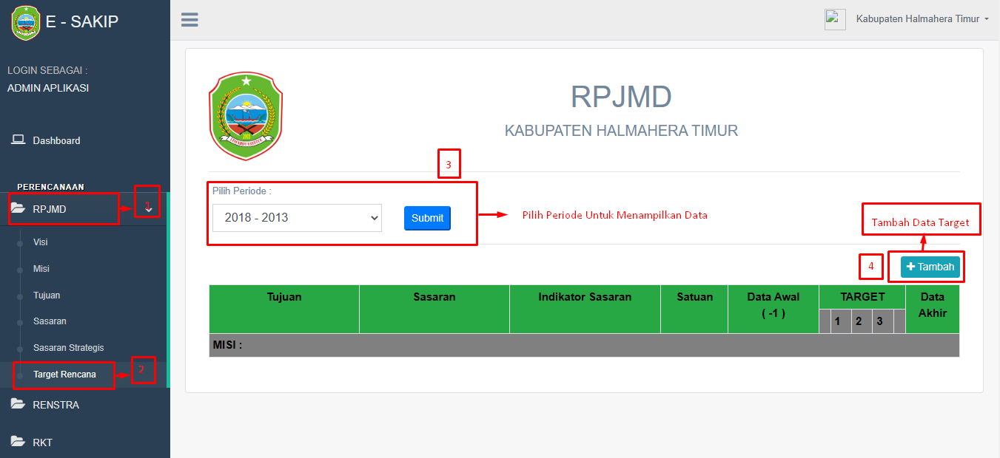 E - SAKIP
Kabupaten Halmahera Timur
LOGIN SEBAGAI :
ADMIN APLIKASI
Dashboard
PERENCANAAN
RPJMD
1
Visi
Misi
Tujuan
Sasaran
Sasaran Strategis
Target Rencana
2
RENSTRA
RKT
RPJMD
KABUPATEN HALMAHERA TIMUR
3
Pilih Periode :
2018 - 2013
Submit
Pilih Periode Untuk Menampilkan Data
Tambah Data Target
4
+ Tambah
Tujuan Sasaran Indikator Sasaran Satuan Data Awal TARGET Data
( -1 ) 1 2 3 Akhir
MISI :